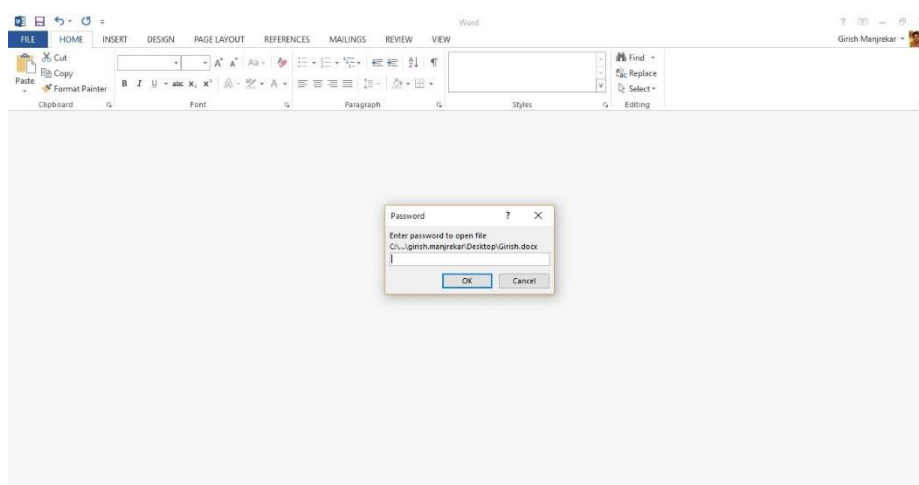 Word
FILE HOME INSERT DESIGN PAGE LAYOUT REFERENCES MAILINGS REVIEW VIEW Girish Manjrekar
Cut
Copy
Format Painter
Paste
Clipboard
Aa
B I U abc X₂ X²
A
Font
Paragraph
Styles
Find
Replace
Select
Editing
Password ?
Enter password to open file
C:\...\girish.manjrekar\Desktop\Girish.docx
OK Cancel